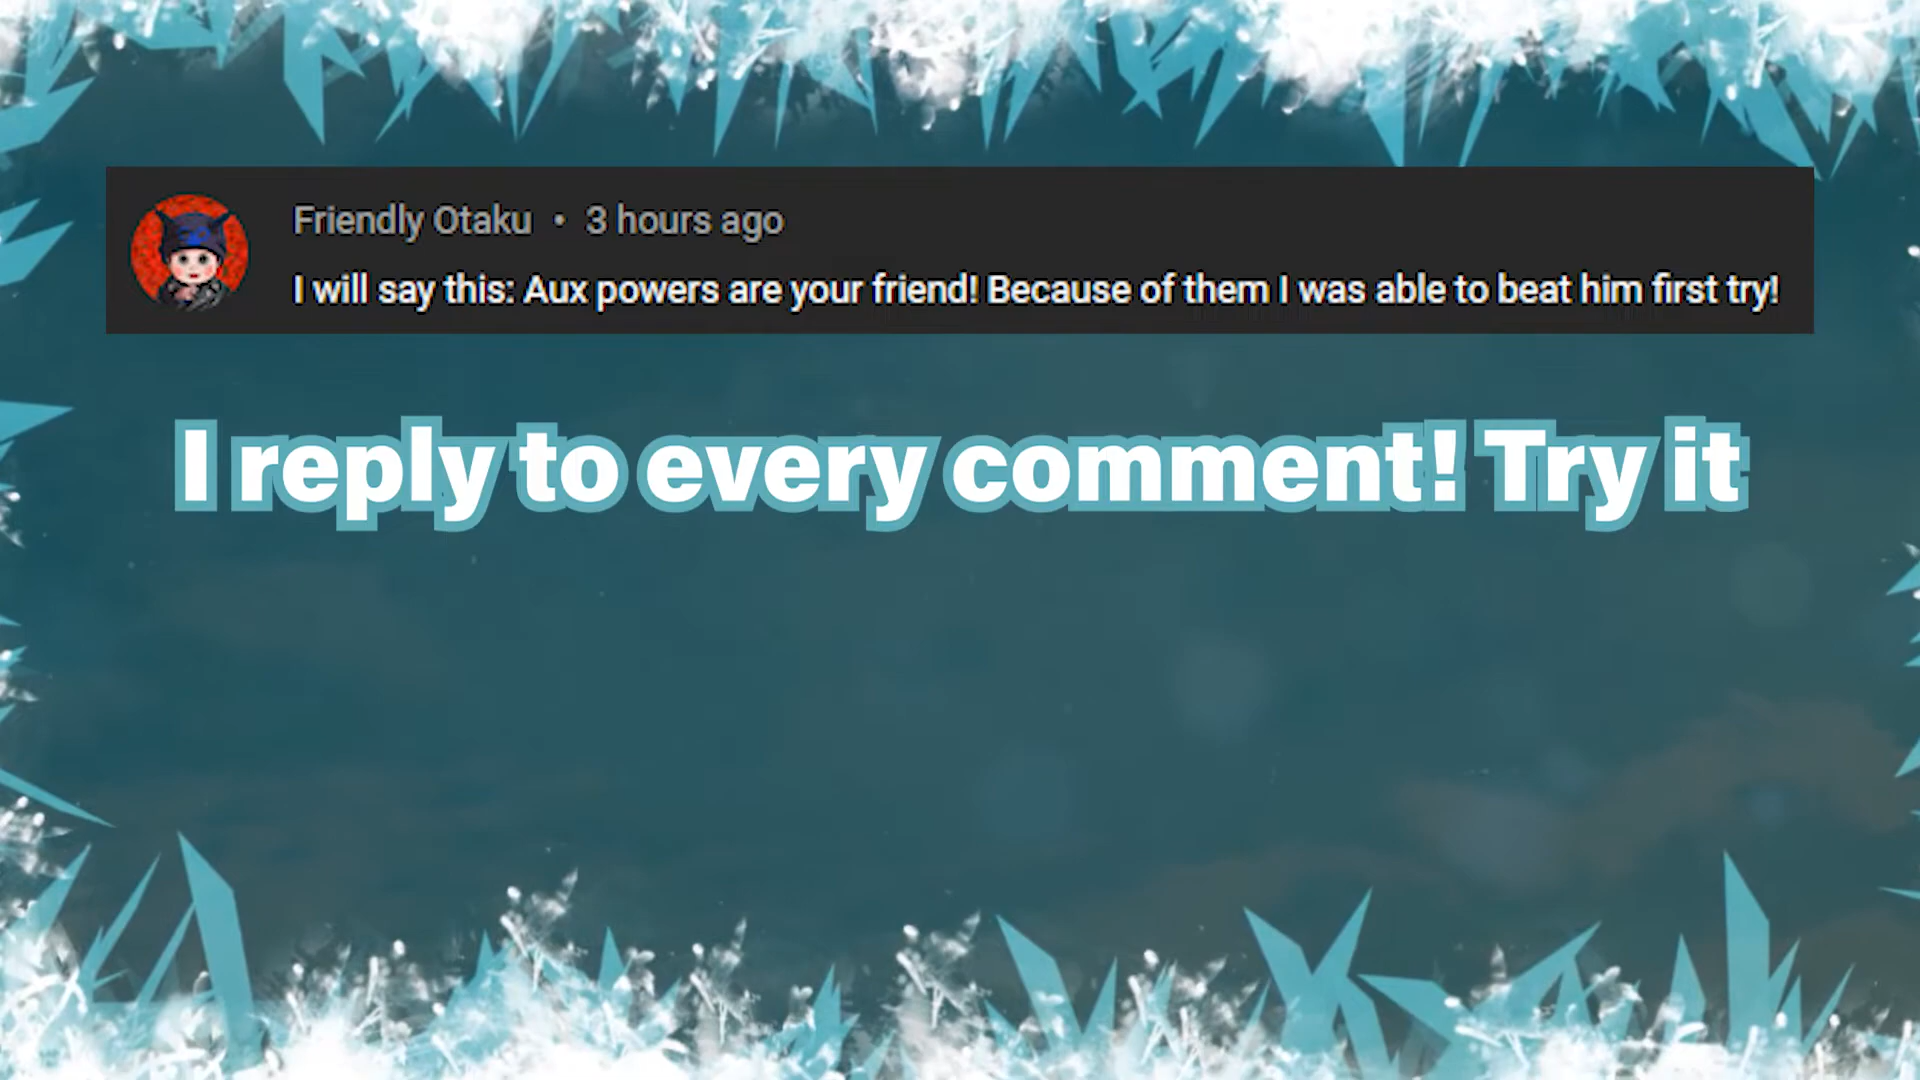 Friendly Otaku • 3 hours ago
I will say this: Aux powers are your friend! Because of them I was able to beat him first try!
I reply to every comment! Try it